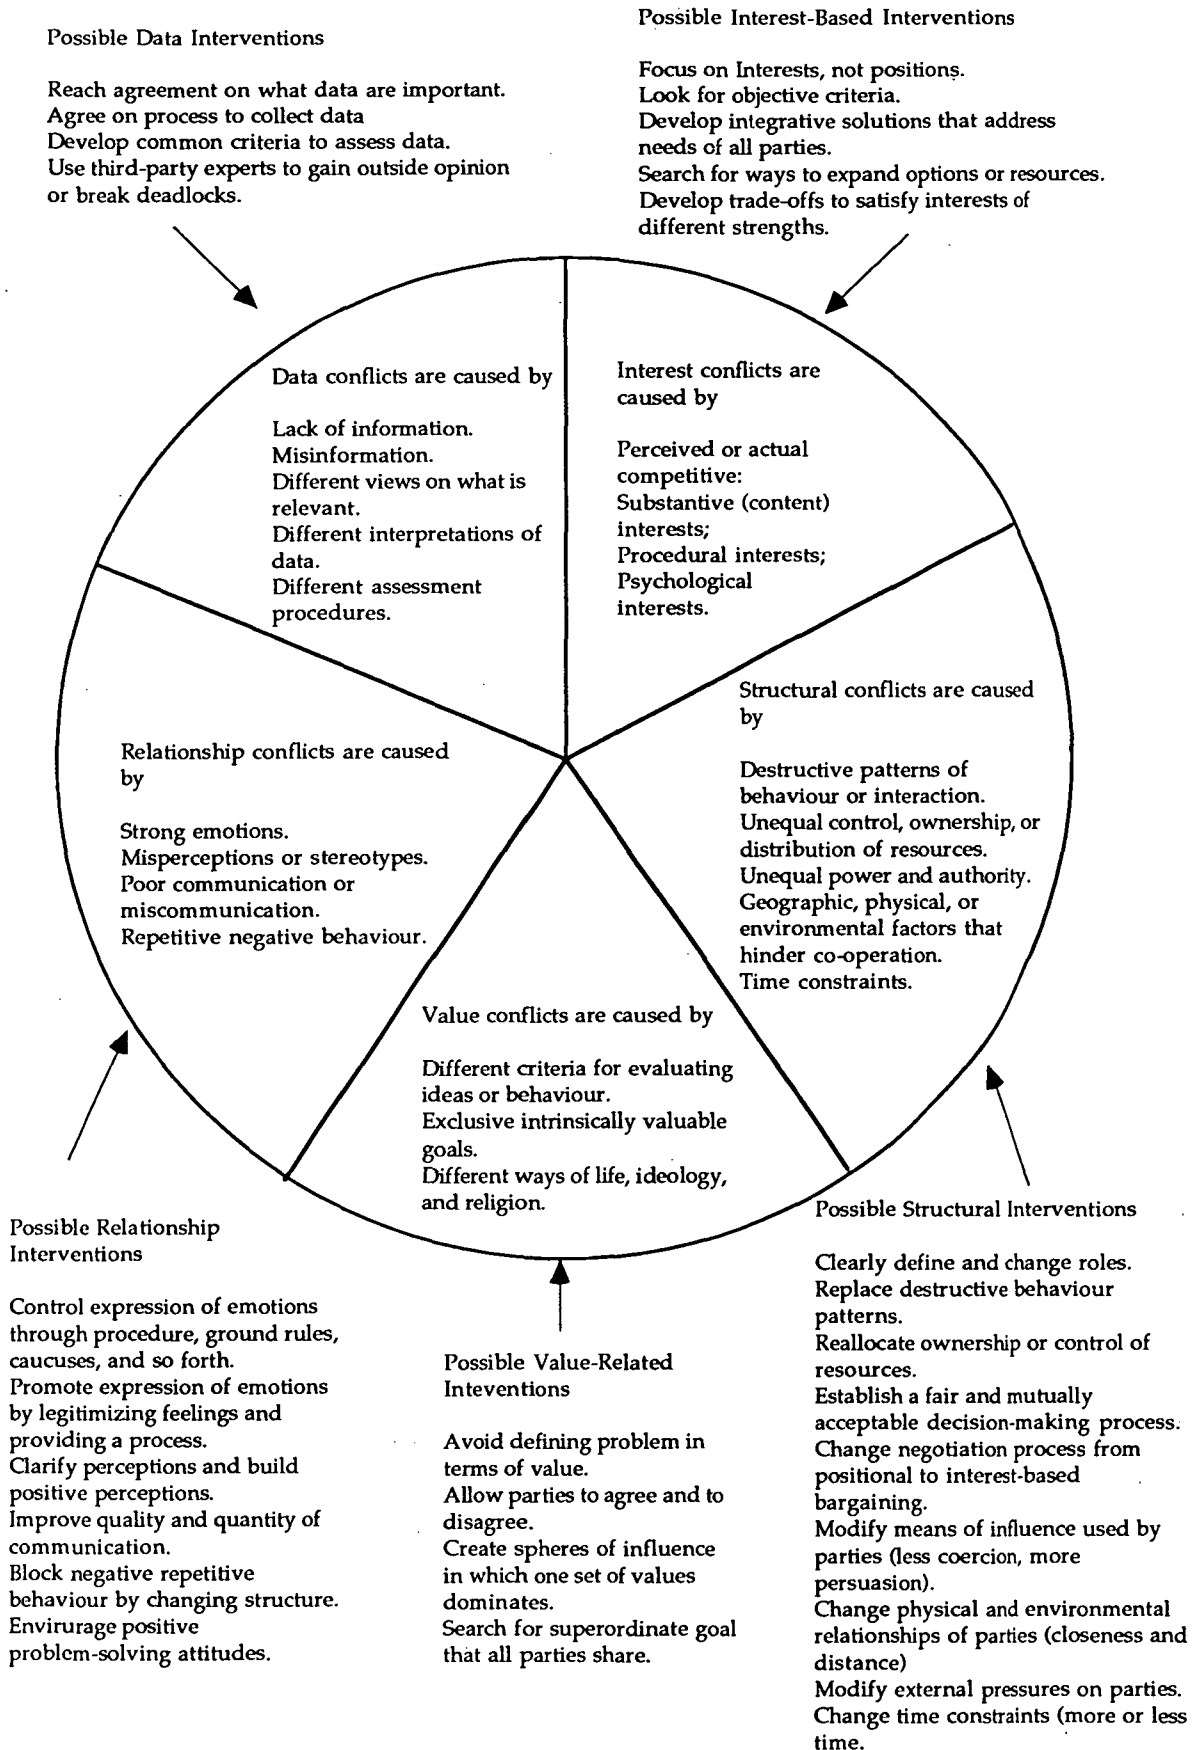 Possible Data Interventions
Reach agreement on what data are important.
Agree on process to collect data
Develop common criteria to assess data.
Use third-party experts to gain outside opinion
or break deadlocks.
Possible Interest-Based Interventions
Focus on Interests, not positions.
Look for objective criteria.
Develop integrative solutions that address
needs of all parties.
Search for ways to expand options or resources.
Develop trade-offs to satisfy interests of
different strengths.
Data conflicts are caused by
Lack of information.
Misinformation.
Different views on what is
relevant.
Different interpretations of
data.
Different assessment
procedures.
Interest conflicts are
caused by
Perceived or actual
competitive:
Substantive (content)
interests;
Procedural interests;
Psychological
interests.
Structural conflicts are caused
by
Destructive patterns of
behaviour or interaction.
Unequal control, ownership, or
distribution of resources.
Unequal power and authority.
Geographic, physical, or
environmental factors that
hinder co-operation.
Time constraints.
Relationship conflicts are caused
by
Strong emotions.
Misperceptions or stereotypes.
Poor communication or
miscommunication.
Repetitive negative behaviour.
Value conflicts are caused by
Different criteria for evaluating
ideas or behaviour.
Exclusive intrinsically valuable
goals.
Different ways of life, ideology,
and religion.
Possible Relationship
Interventions
Control expression of emotions
through procedure, ground rules,
caucuses, and so forth.
Promote expression of emotions
by legitimizing feelings and
providing a process.
Clarify perceptions and build
positive perceptions.
Improve quality and quantity of
communication.
Block negative repetitive
behaviour by changing structure.
Envirurage positive
problem-solving attitudes.
Possible Value-Related
Inteventions
Avoid defining problem in
terms of value.
Allow parties to agree and to
disagree.
Create spheres of influence
in which one set of values
dominates.
Search for superordinate goal
that all parties share.
Possible Structural Interventions
Clearly define and change roles.
Replace destructive behaviour
patterns.
Reallocate ownership or control of
resources.
Establish a fair and mutually
acceptable decision-making process.
Change negotiation process from
positional to interest-based
bargaining.
Modify means of influence used by
parties (less coercion, more
persuasion).
Change physical and environmental
relationships of parties (closeness and
distance)
Modify external pressures on parties.
Change time constraints (more or less
time.